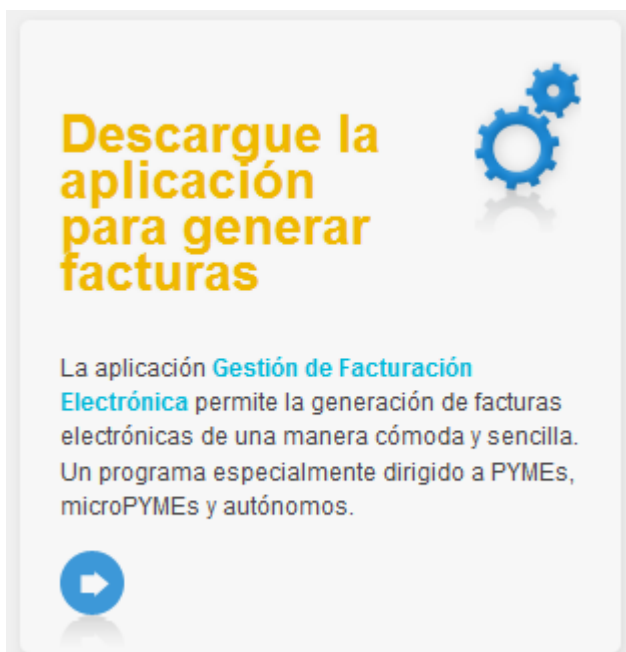 Descargue la
aplicación
para generar
facturas
La aplicación Gestión de Facturación
Electrónica permite la generación de facturas
electrónicas de una manera cómoda y sencilla.
Un programa especialmente dirigido a PYMEs,
microPYMEs y autónomos.